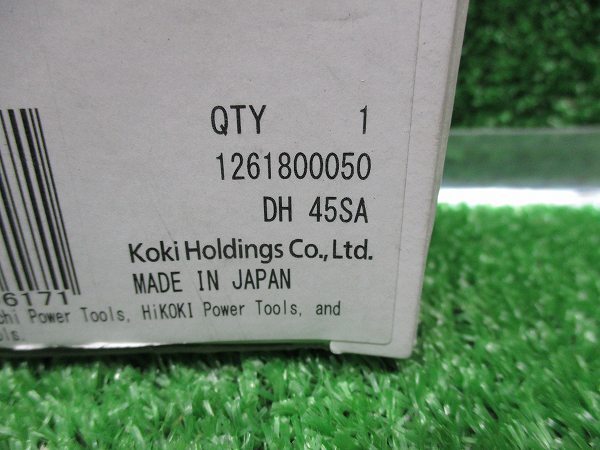 QTY 1
1261800050
DH 45SA
Koki Holdings Co., Ltd.
MADE IN JAPAN
6171
Power Tools, HiKOKI Power Tools, and